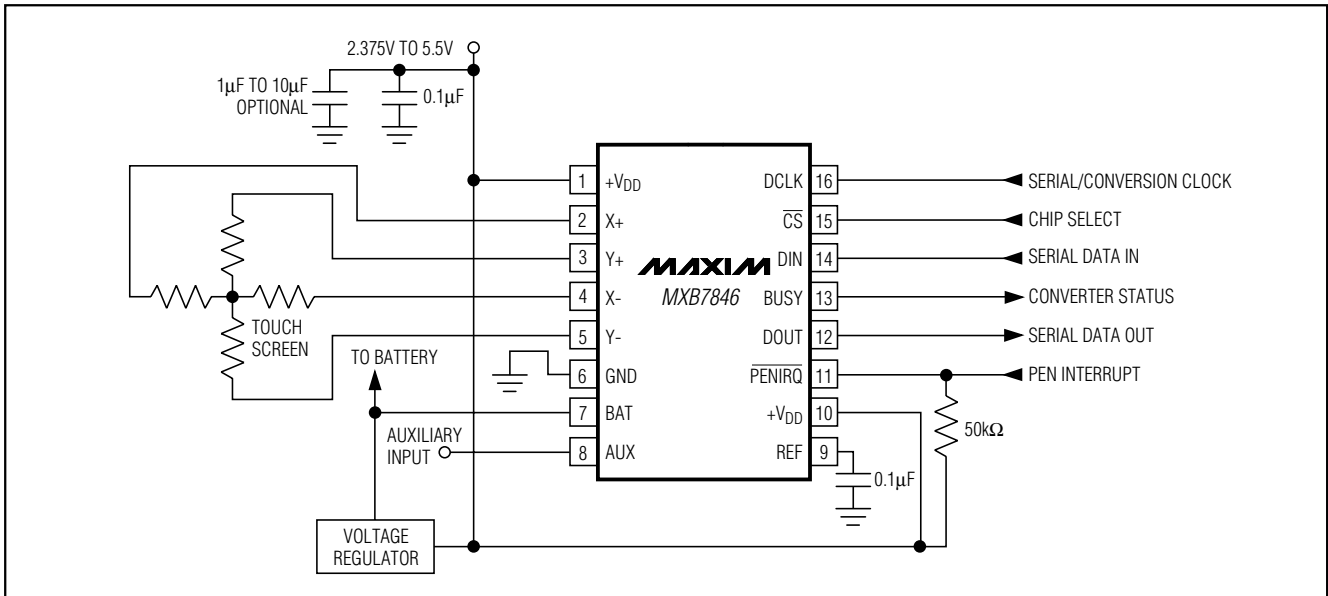 2.375V TO 5.5V
1µF TO 10µF
OPTIONAL
0.1µF
TOUCH
SCREEN
TO BATTERY
AUXILIARY
INPUT
VOLTAGE
REGULATOR
1 +VDD
2 X+
3 Y+
4 X-
5 Y-
6 GND
7 BAT
8 AUX
MAXIM
MXB7846
DCLK 16
CS 15
DIN 14
BUSY 13
DOUT 12
PENIRQ 11
+VDD 10
REF 9
SERIAL/CONVERSION CLOCK
CHIP SELECT
SERIAL DATA IN
CONVERTER STATUS
SERIAL DATA OUT
PEN INTERRUPT
50kΩ
0.1µF